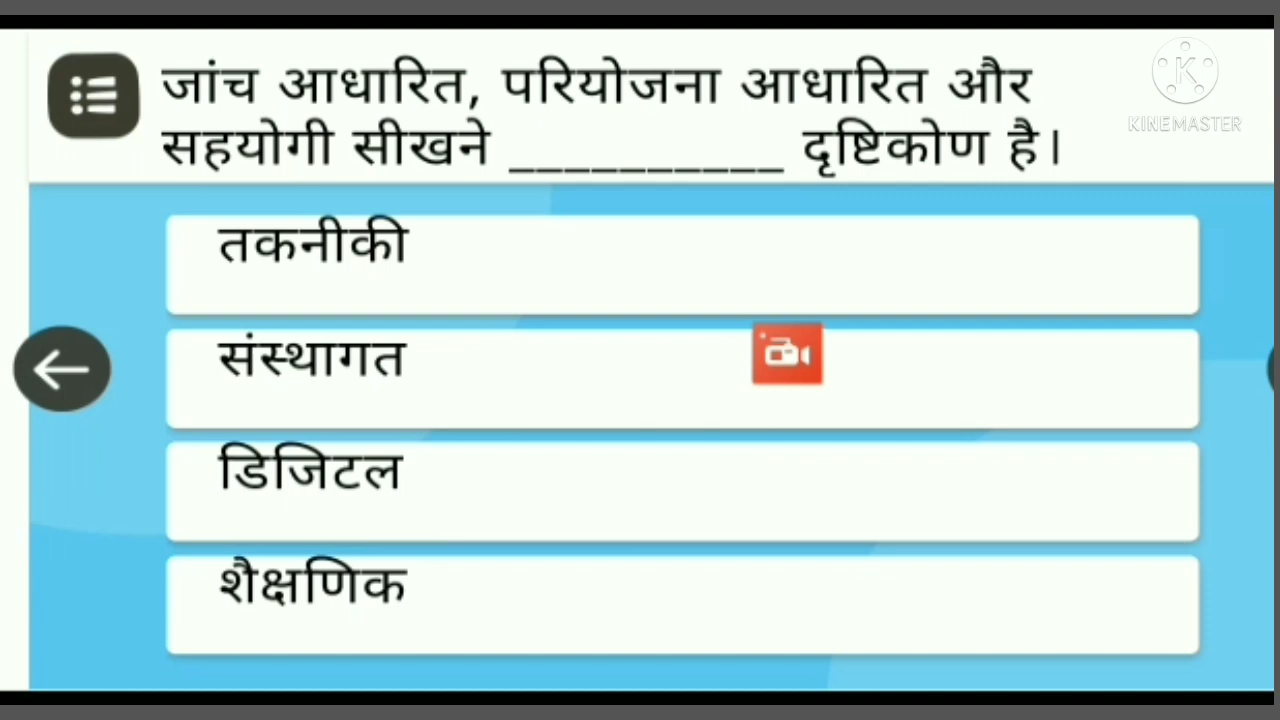 जांच आधारित, परियोजना आधारित और
सहयोगी सीखने __________ दृष्टिकोण है।
KINEMASTER
तकनीकी
संस्थागत
डिजिटल
शैक्षणिक